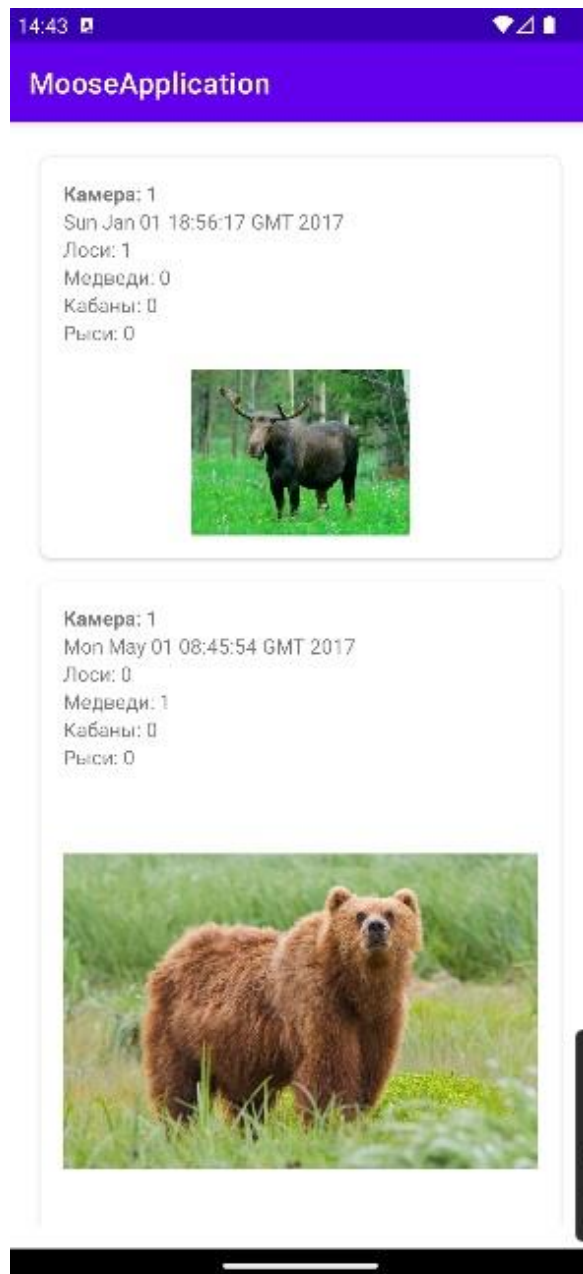 14:43
MooseApplication
Камера: 1
Sun Jan 01 18:56:17 GMT 2017
Лоси: 1
Медведи: 0
Кабаны: 0
Рыси: 0
Камера: 1
Mon May 01 08:45:54 GMT 2017
Лоси: 0
Медведи: 1
Кабаны: 0
Рыси: 0